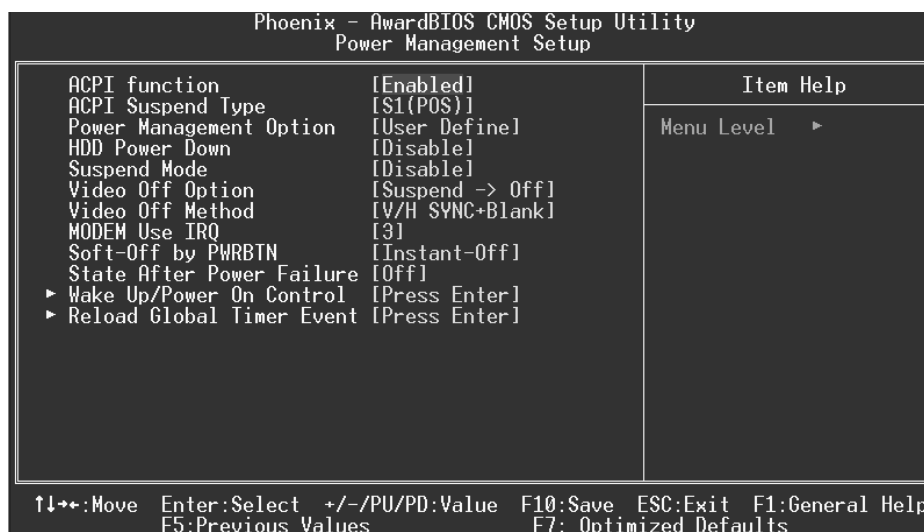 Phoenix - AwardBIOS CMOS Setup Utility
Power Management Setup
ACPI function [Enabled]
ACPI Suspend Type [S1(POS)]
Power Management Option [User Define]
HDD Power Down [Disable]
Suspend Mode [Disable]
Video Off Option [Suspend -> Off]
Video Off Method [V/H SYNC+Blank]
MODEM Use IRQ [3]
Soft-Off by PWRBTN [Instant-Off]
State After Power Failure [Off]
► Wake Up/Power On Control [Press Enter]
► Reload Global Timer Event [Press Enter]
Item Help
Menu Level ►
↑↓→←:Move Enter:Select +/-/PU/PD:Value F10:Save ESC:Exit F1:General Help
F5:Previous Values F7: Optimized Defaults